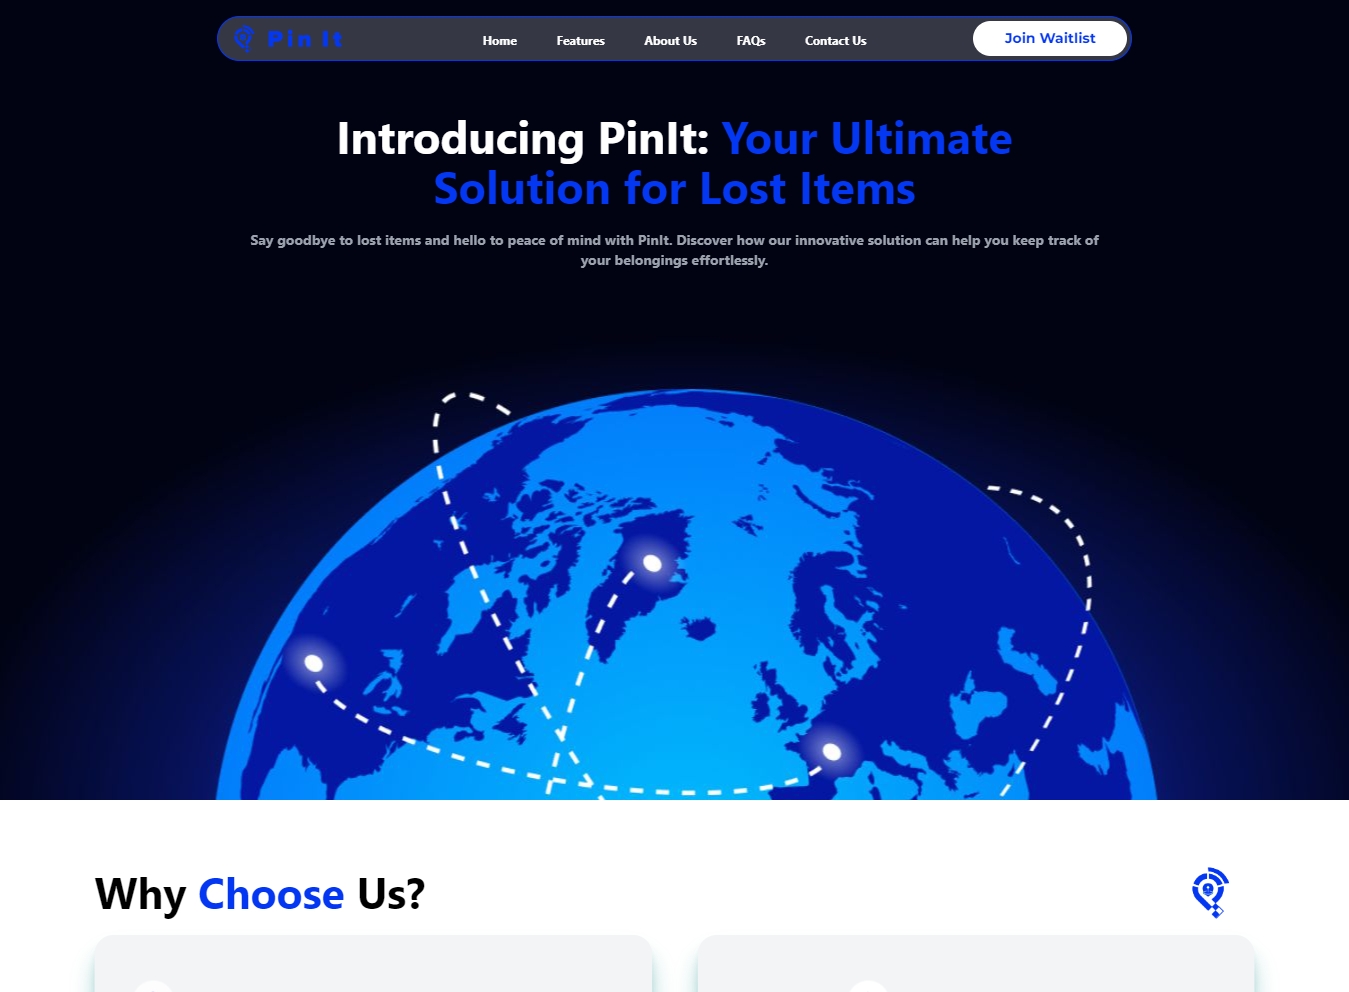 Pin It
Home
Features
About Us
FAQs
Contact Us
Join Waitlist
Introducing PinIt: Your Ultimate
Solution for Lost Items
Say goodbye to lost items and hello to peace of mind with PinIt. Discover how our innovative solution can help you keep track of
your belongings effortlessly.
Why Choose Us?